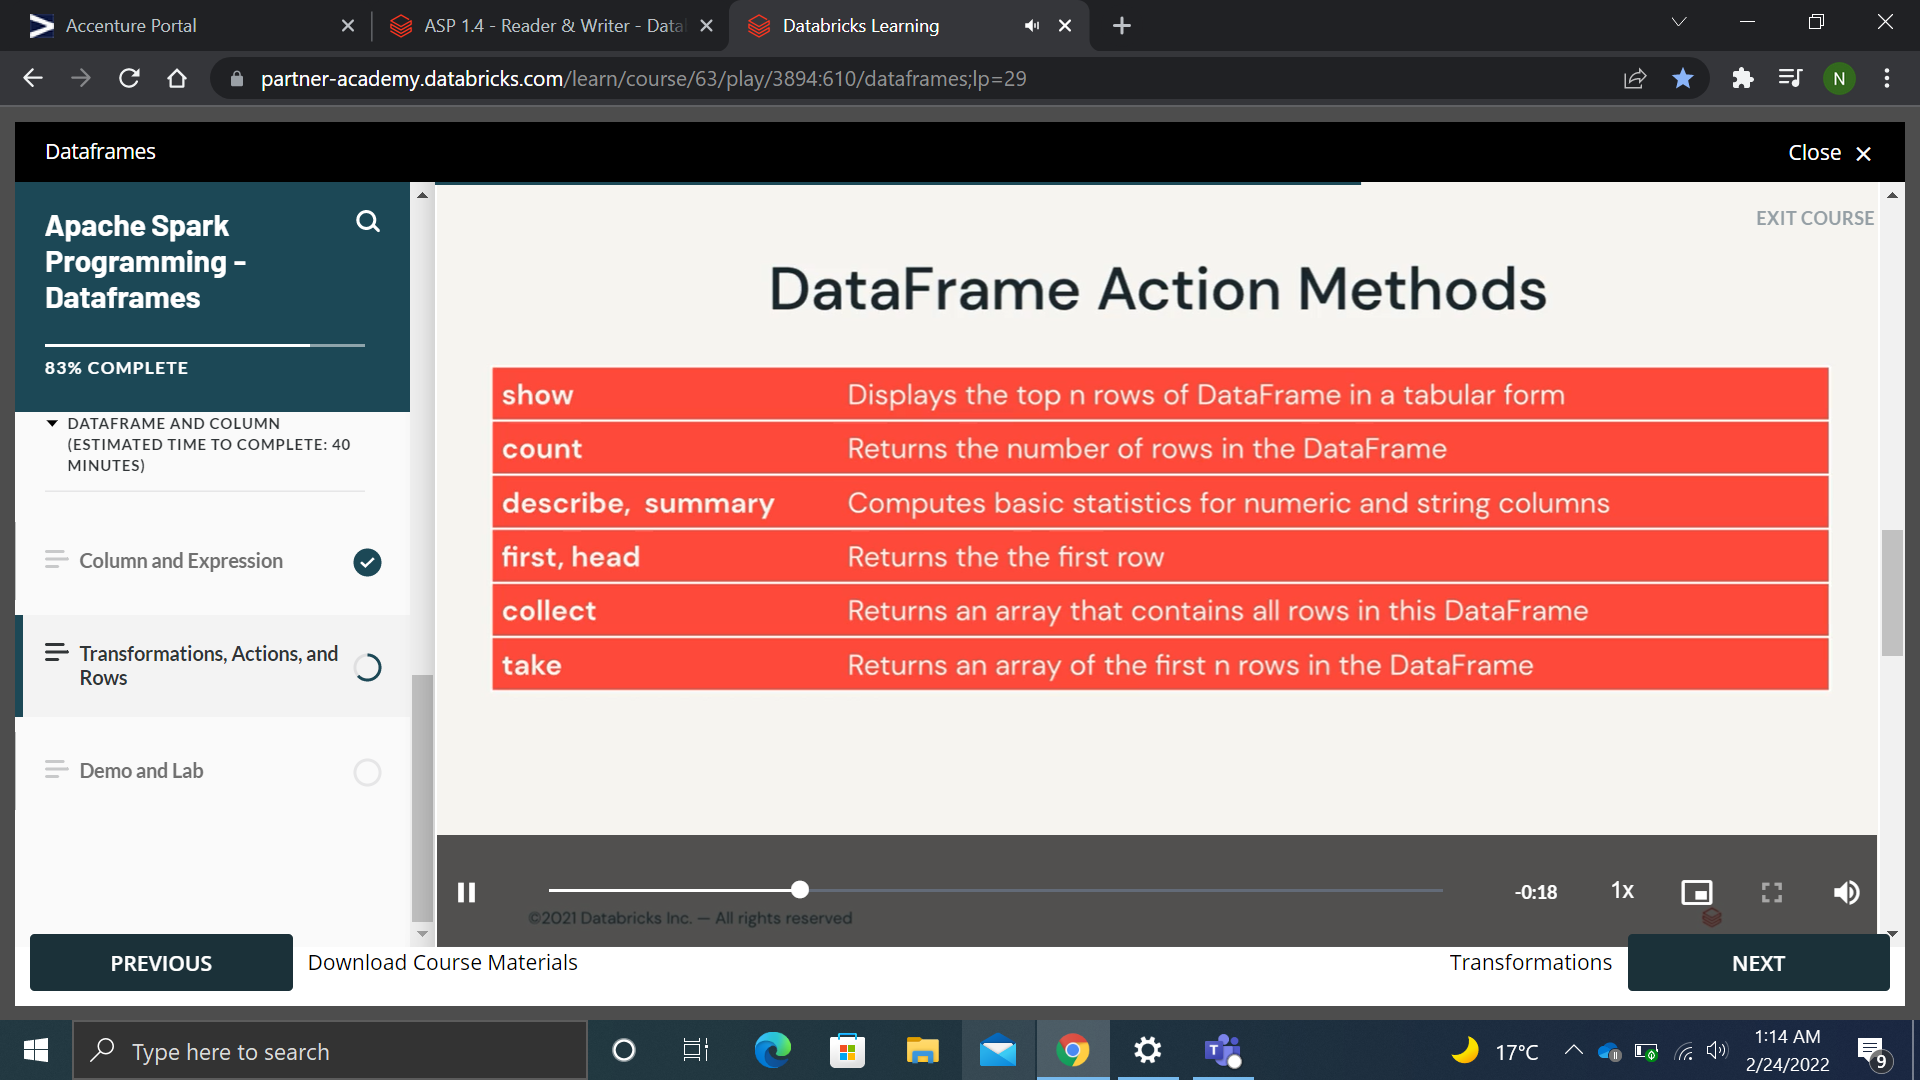 Accenture Portal
ASP 1.4 - Reader & Writer - Data
Databricks Learning
partner-academy.databricks.com/learn/course/63/play/3894:610/dataframes;lp=29
N
Dataframes
Close
Apache Spark
Programming -
Dataframes
83% COMPLETE
DATAFRAME AND COLUMN
(ESTIMATED TIME TO COMPLETE: 40
MINUTES)
Column and Expression
Transformations, Actions, and
Rows
Demo and Lab
EXIT COURSE
DataFrame Action Methods
show Displays the top n rows of DataFrame in a tabular form
count Returns the number of rows in the DataFrame
describe, summary Computes basic statistics for numeric and string columns
first, head Returns the the first row
collect Returns an array that contains all rows in this DataFrame
take Returns an array of the first n rows in the DataFrame
-0:18
1x
©2021 Databricks Inc. — All rights reserved
PREVIOUS
Download Course Materials
Transformations
NEXT
Type here to search
17°C
1:14 AM
2/24/2022
9